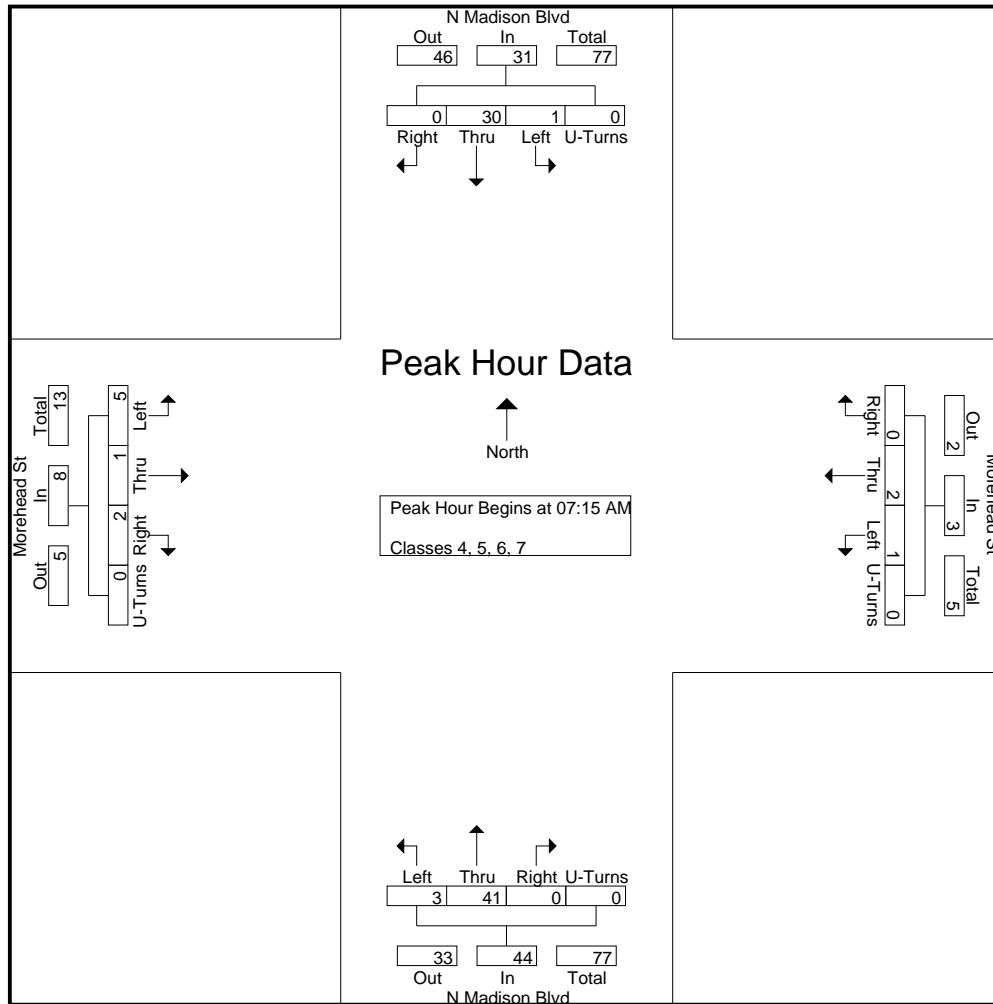 N Madison Blvd
Out In Total
46 31 77
0 30 1 0
Right Thru Left U-Turns
Peak Hour Data
North
Peak Hour Begins at 07:15 AM
Classes 4, 5, 6, 7
Morehead St
Out In Total
5 8 13
Left Thru Right U-Turns
5 1 2 0
Morehead St
Out In Total
2 3 5
Right Thru Left U-Turns
0 2 1 0
Left Thru Right U-Turns
3 41 0 0
33 44 77
Out In Total
N Madison Blvd